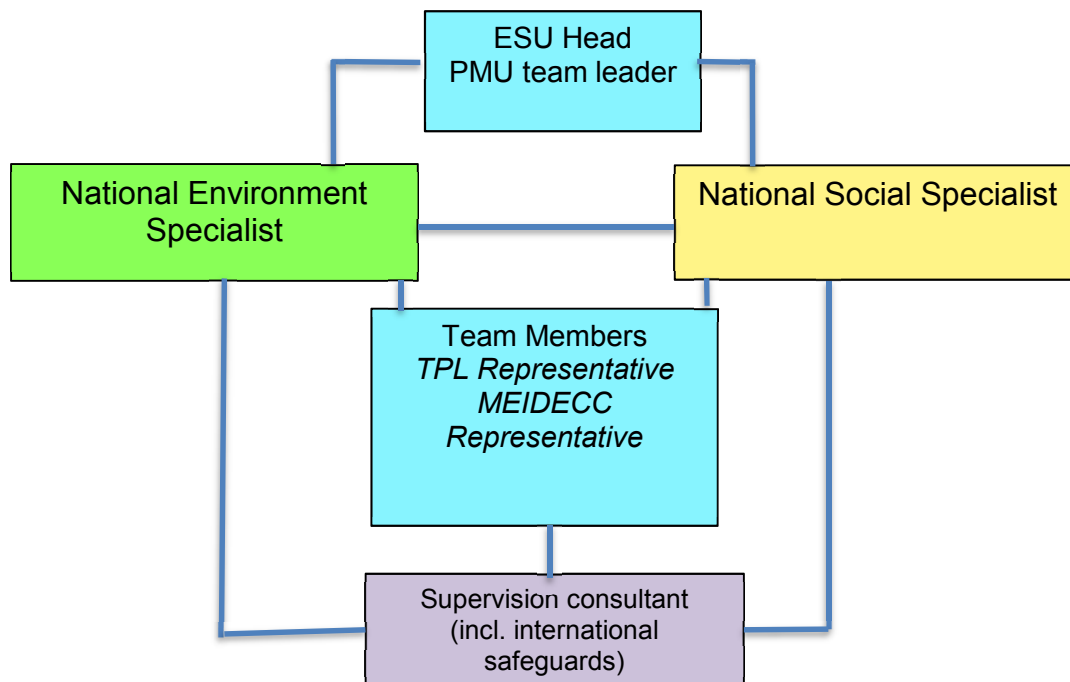 ESU Head
PMU team leader
National Environment
Specialist
National Social Specialist
Team Members
TPL Representative
MEIDECC
Representative
Supervision consultant
(incl. international
safeguards)